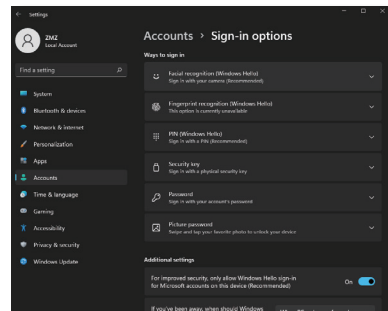 Settings
ZMZ
Local Account
Find a setting
System
Bluetooth & devices
Network & internet
Personalization
Apps
Accounts
Time & language
Gaming
Accessibility
Privacy & security
Windows Update
Accounts > Sign-in options
Ways to sign in
Facial recognition (Windows Hello)
Sign in with your camera (Recommended)
Fingerprint recognition (Windows Hello)
This option is currently unavailable
PIN (Windows Hello)
Sign in with a PIN (Recommended)
Security key
Sign in with a physical security key
Password
Sign in with your account's password
Picture password
Swipe and tap your favorite photo to unlock your device
Additional settings
For improved security, only allow Windows Hello sign-in
for Microsoft accounts on this device (Recommended)
On
If you've been away, when should Windows